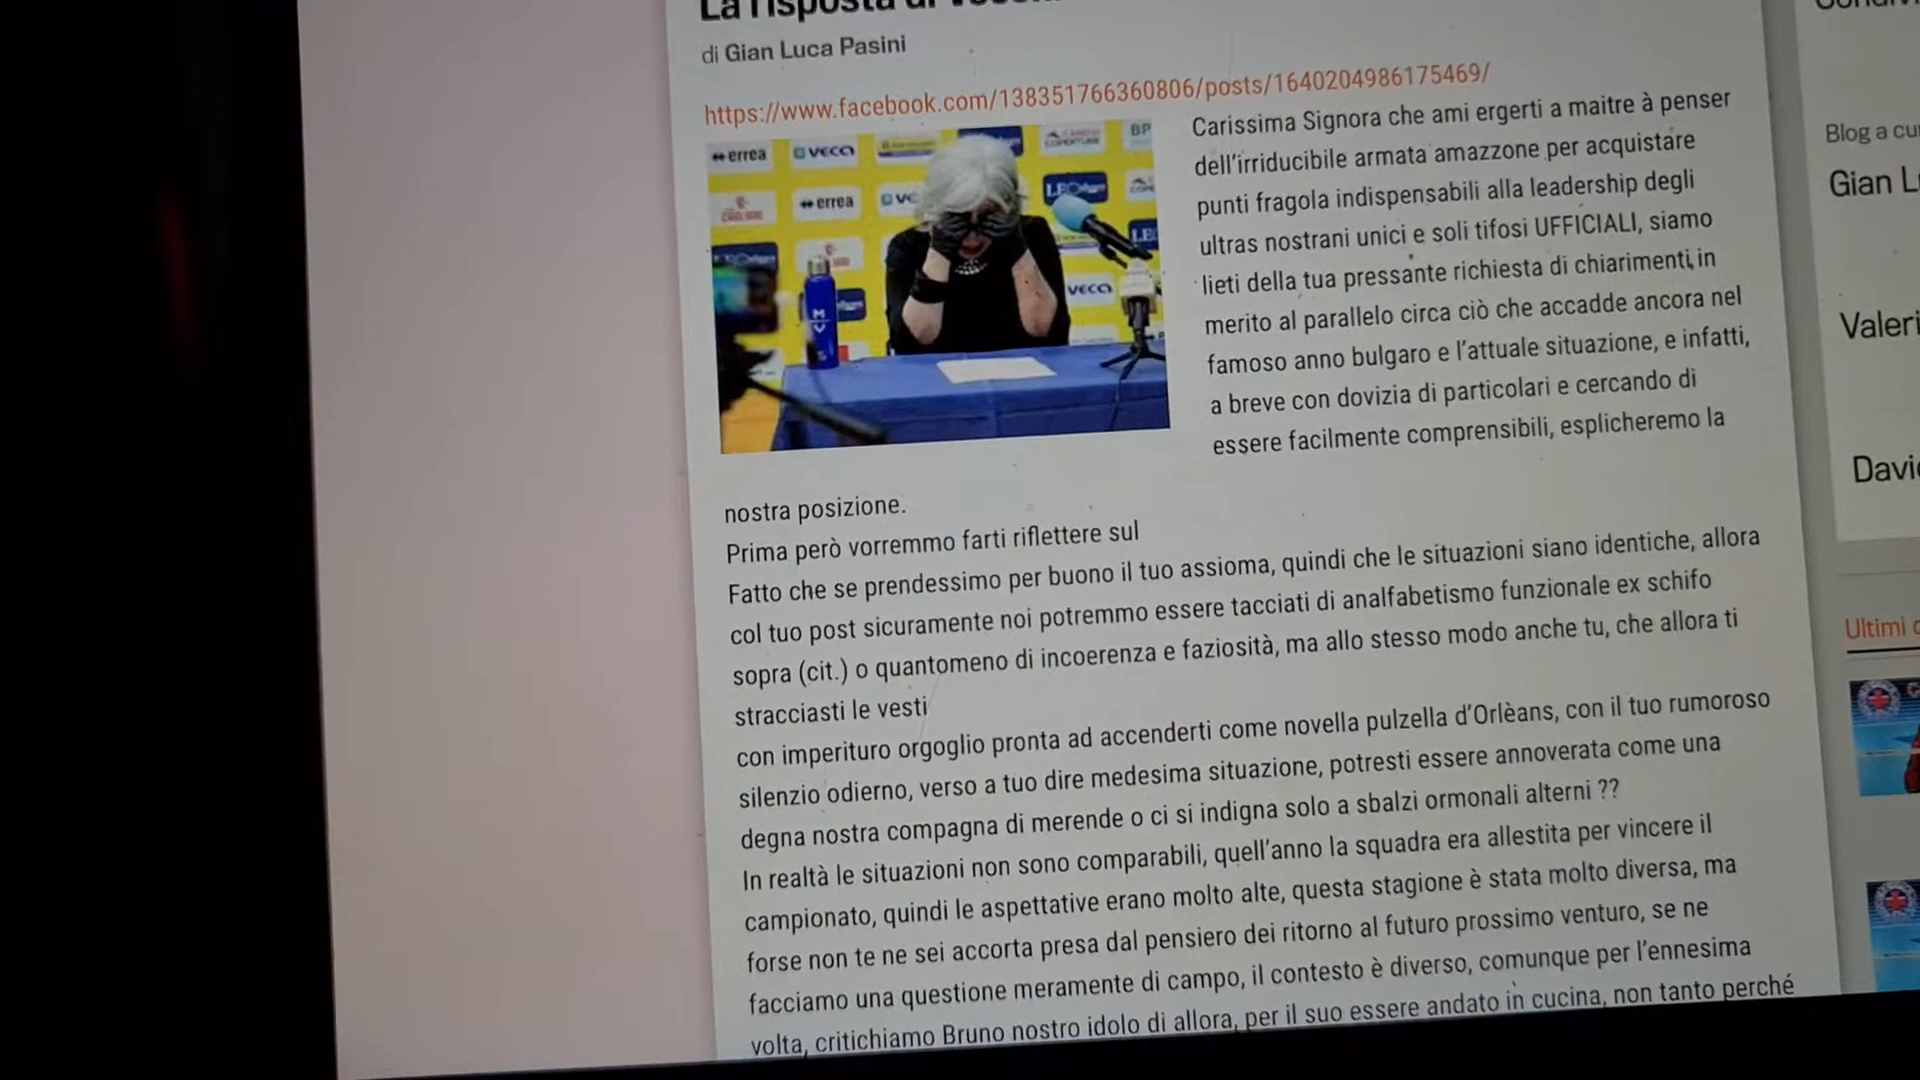 La risposta di
di Gian Luca Pasini
https://www.facebook.com/138351766360806/posts/1640204986175469/
errea
VECA
BP
errea
VECA
LEO
Carissima Signora che ami ergerti a maitre à penser
dell'irriducibile armata amazzone per acquistare
punti fragola indispensabili alla leadership degli
ultras nostrani unici e soli tifosi UFFICIALI, siamo
lieti della tua pressante richiesta di chiarimenti in
merito al parallelo circa ciò che accadde ancora nel
famoso anno bulgaro e l'attuale situazione, e infatti,
a breve con dovizia di particolari e cercando di
essere facilmente comprensibili, esplicheremo la
nostra posizione.
Prima però vorremmo farti riflettere sul
Fatto che se prendessimo per buono il tuo assioma, quindi che le situazioni siano identiche, allora
col tuo post sicuramente noi potremmo essere tacciati di analfabetismo funzionale ex schifo
sopra (cit.) o quantomeno di incoerenza e faziosità, ma allo stesso modo anche tu, che allora ti
stracciasti le vesti
con imperituro orgoglio pronta ad accenderti come novella pulzella d'Orlèans, con il tuo rumoroso
silenzio odierno, verso a tuo dire medesima situazione, potresti essere annoverata come una
degna nostra compagna di merende o ci si indigna solo a sbalzi ormonali alterni ??
In realtà le situazioni non sono comparabili, quell'anno la squadra era allestita per vincere il
campionato, quindi le aspettative erano molto alte, questa stagione è stata molto diversa, ma
forse non te ne sei accorta presa dal pensiero dei ritorno al futuro prossimo venturo, se ne
facciamo una questione meramente di campo, il contesto è diverso, comunque per l'ennesima
volta, critichiamo Bruno nostro idolo di allora, per il suo essere andato in cucina, non tanto perché
Blog a cu
Gian L
Valeri
Davi
Ultimi